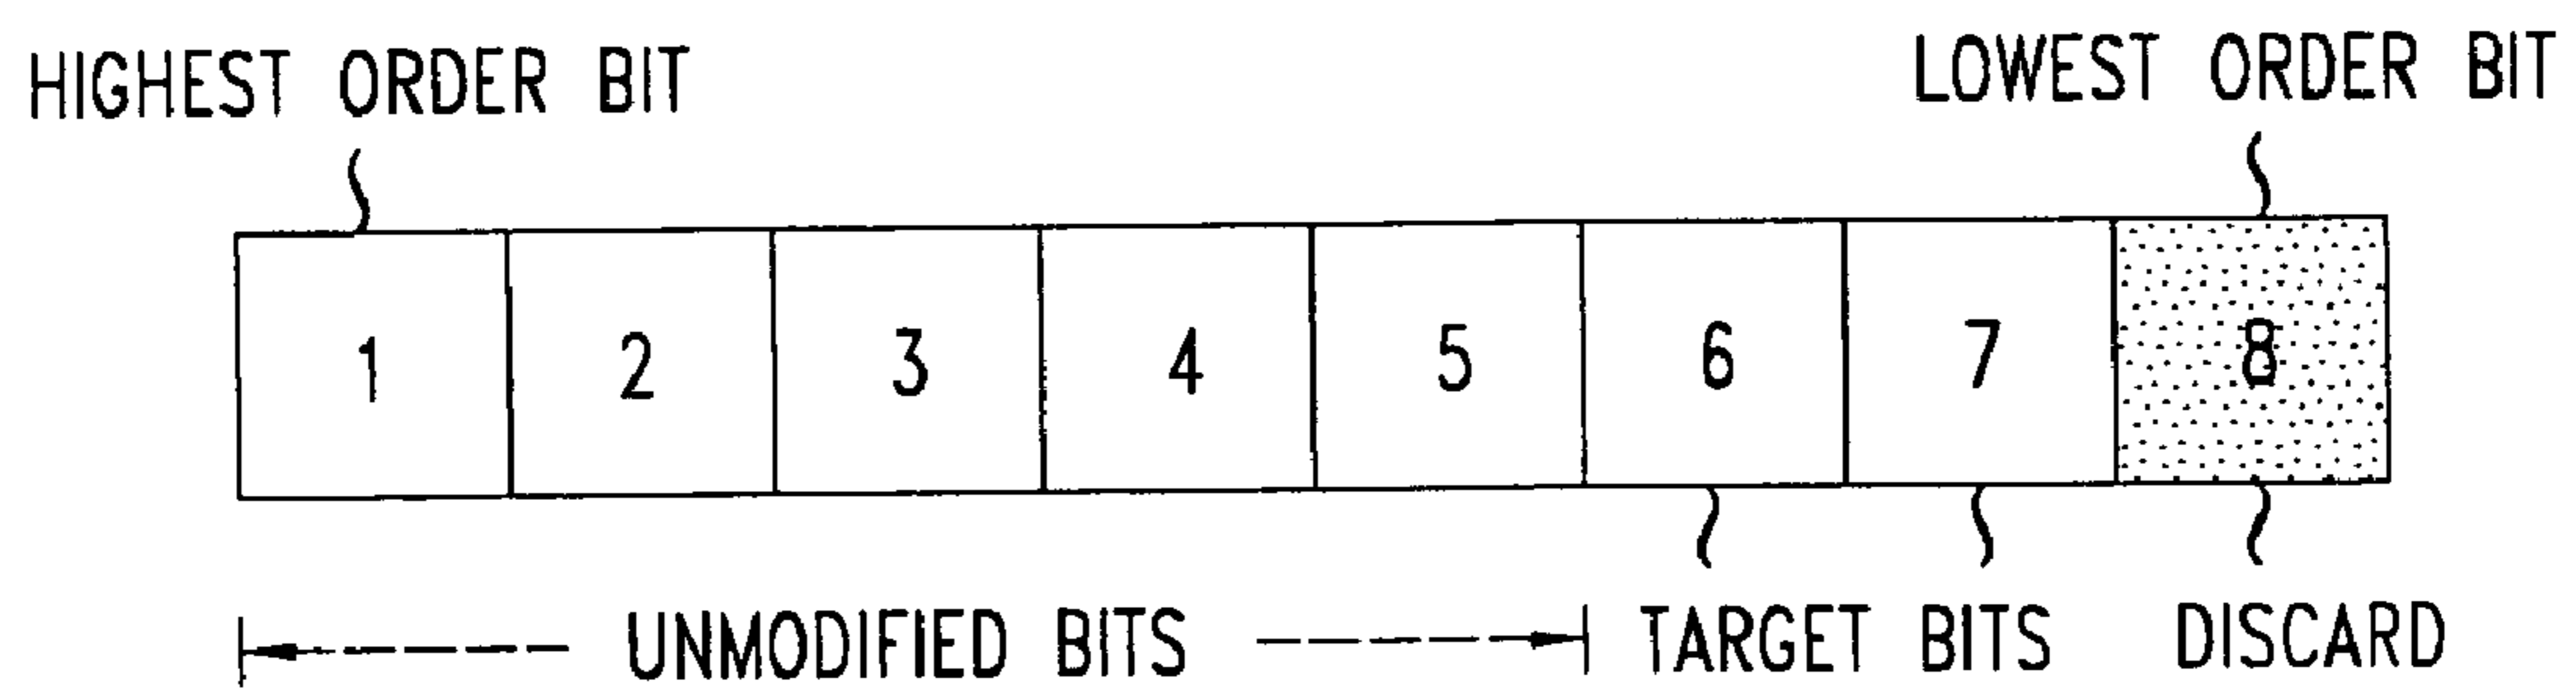 HIGHEST ORDER BIT
LOWEST ORDER BIT
1 2 3 4 5 6 7 8
UNMODIFIED BITS TARGET BITS DISCARD